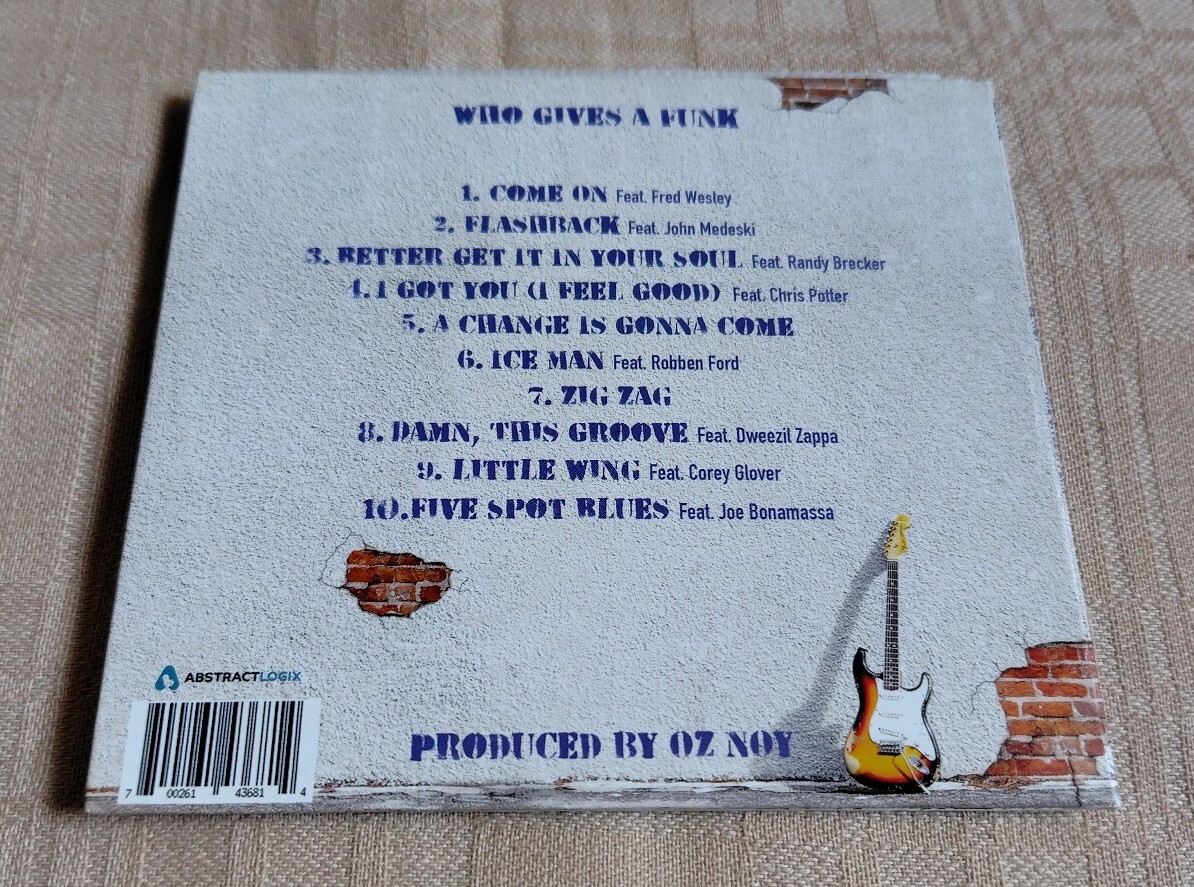 WHO GIVES A FUNK
1. COME ON Feat. Fred Wesley
2. FLASHBACK Feat. John Medeski
3. BETTER GET IT IN YOUR SOUL Feat. Randy Brecker
4. I GOT YOU (I FEEL GOOD) Feat. Chris Potter
5. A CHANGE IS GONNA COME
6. ICE MAN Feat. Robben Ford
7. ZIG ZAG
8. DAMN, THIS GROOVE Feat. Dweezil Zappa
9. LITTLE WING Feat. Corey Glover
10. FIVE SPOT BLUES Feat. Joe Bonamassa
ABSTRACTLOGIX
PRODUCED BY OZ NOY
7 00261 43681 4